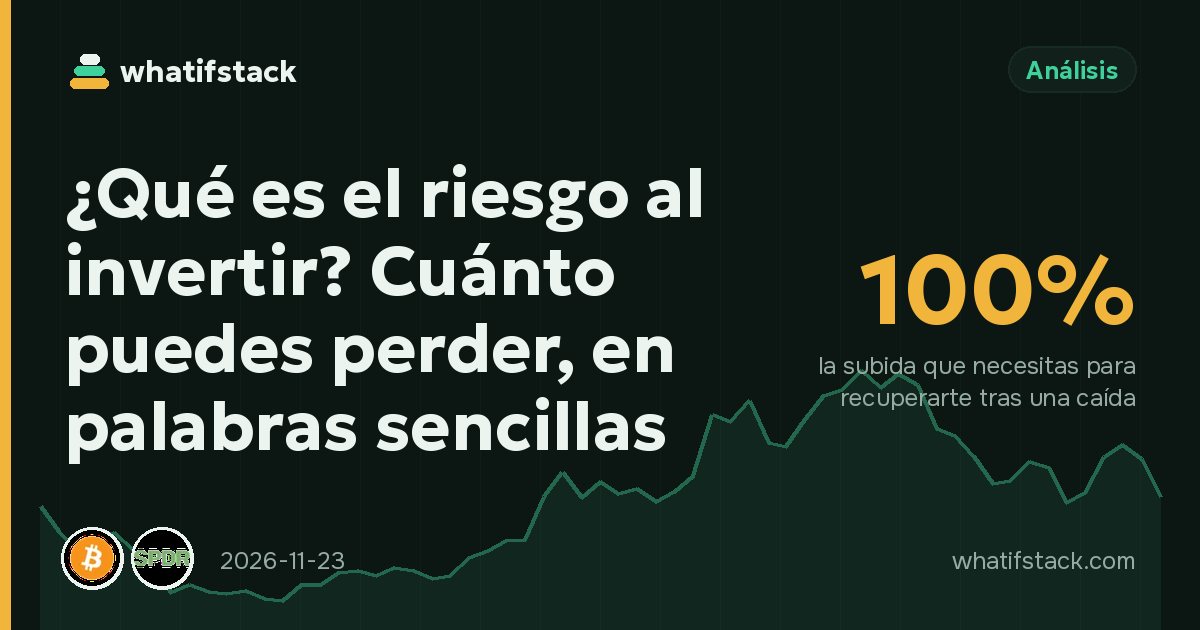 whatifstack
Análisis
¿Qué es el riesgo al
invertir? Cuánto
puedes perder, en
palabras sencillas
100%
la subida que necesitas para
recuperarte tras una caída
SPDR
2026-11-23
whatifstack.com